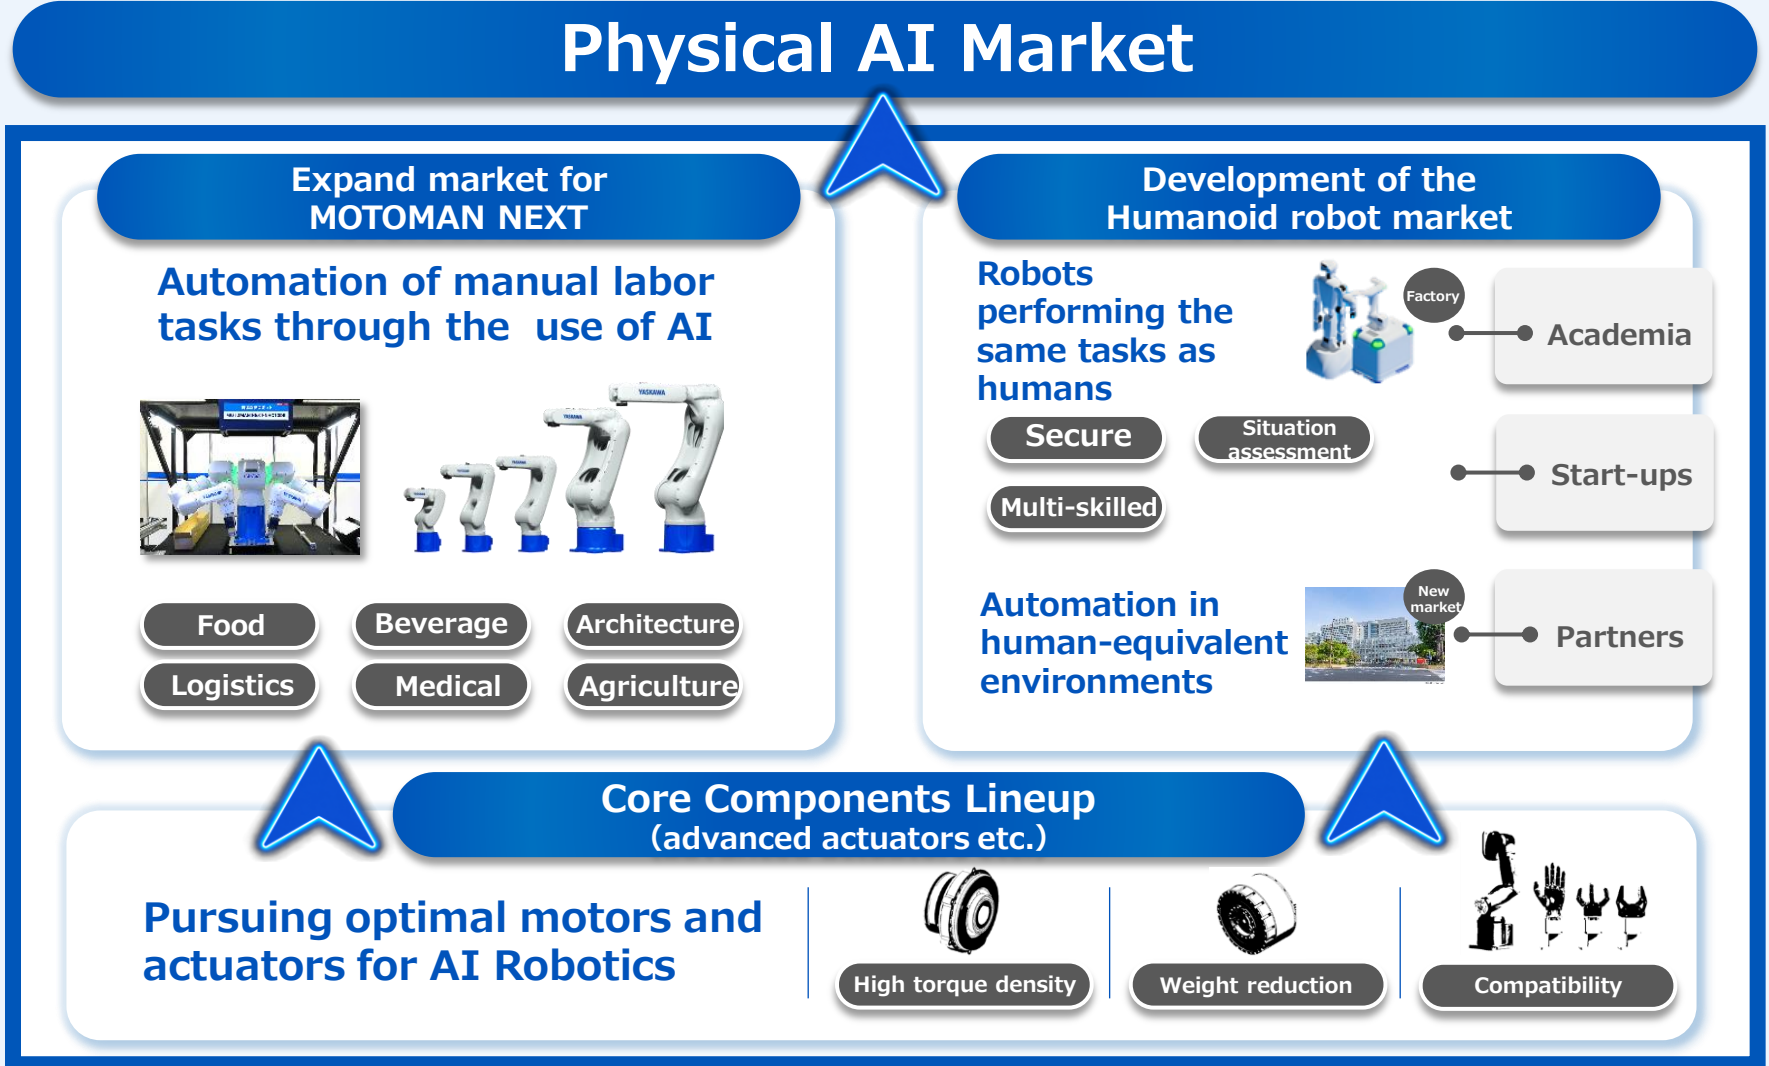 Physical AI Market
Expand market for
MOTOMAN NEXT
Automation of manual labor
tasks through the use of AI
YASKAWA
YASKAWA
Food
Beverage
Architecture
Logistics
Medical
Agriculture
Development of the
Humanoid robot market
Robots
performing the
same tasks as
humans
Factory
Secure
Situation
assessment
Multi-skilled
Automation in
human-equivalent
environments
New
market
Academia
Start-ups
Partners
Core Components Lineup
(advanced actuators etc.)
Pursuing optimal motors and
actuators for AI Robotics
High torque density
Weight reduction
Compatibility